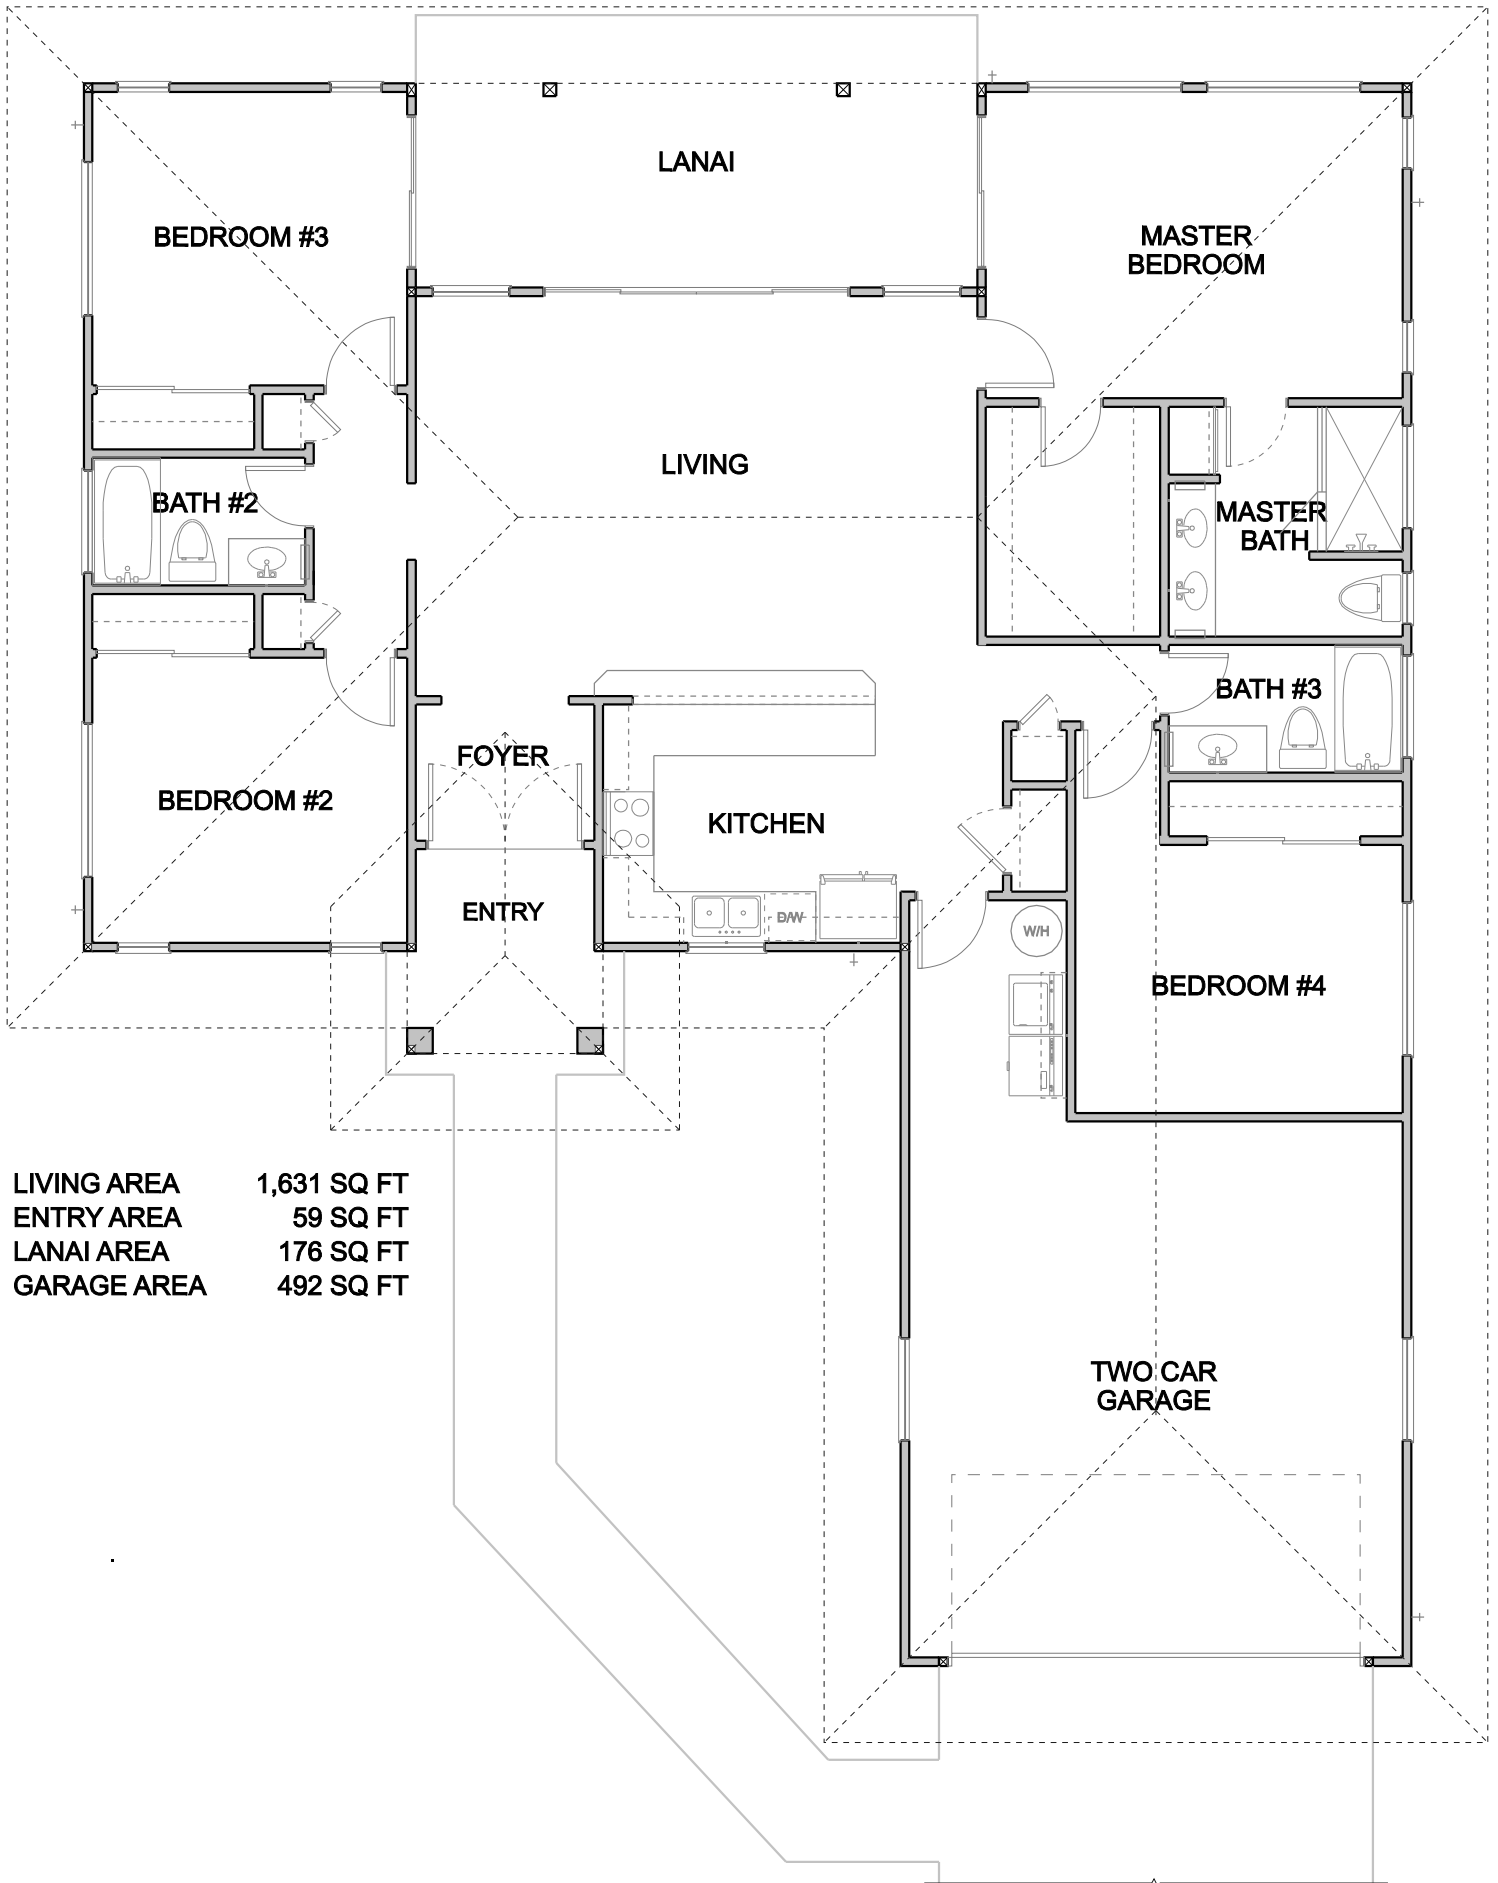 LANAI
BEDROOM #3
MASTER
BEDROOM
LIVING
BATH #2
MASTER
BATH
BATH #3
FOYER
BEDROOM #2
KITCHEN
ENTRY
D/W
W/H
BEDROOM #4
LIVING AREA 1,631 SQ FT
ENTRY AREA 59 SQ FT
LANAI AREA 176 SQ FT
GARAGE AREA 492 SQ FT
TWO CAR
GARAGE